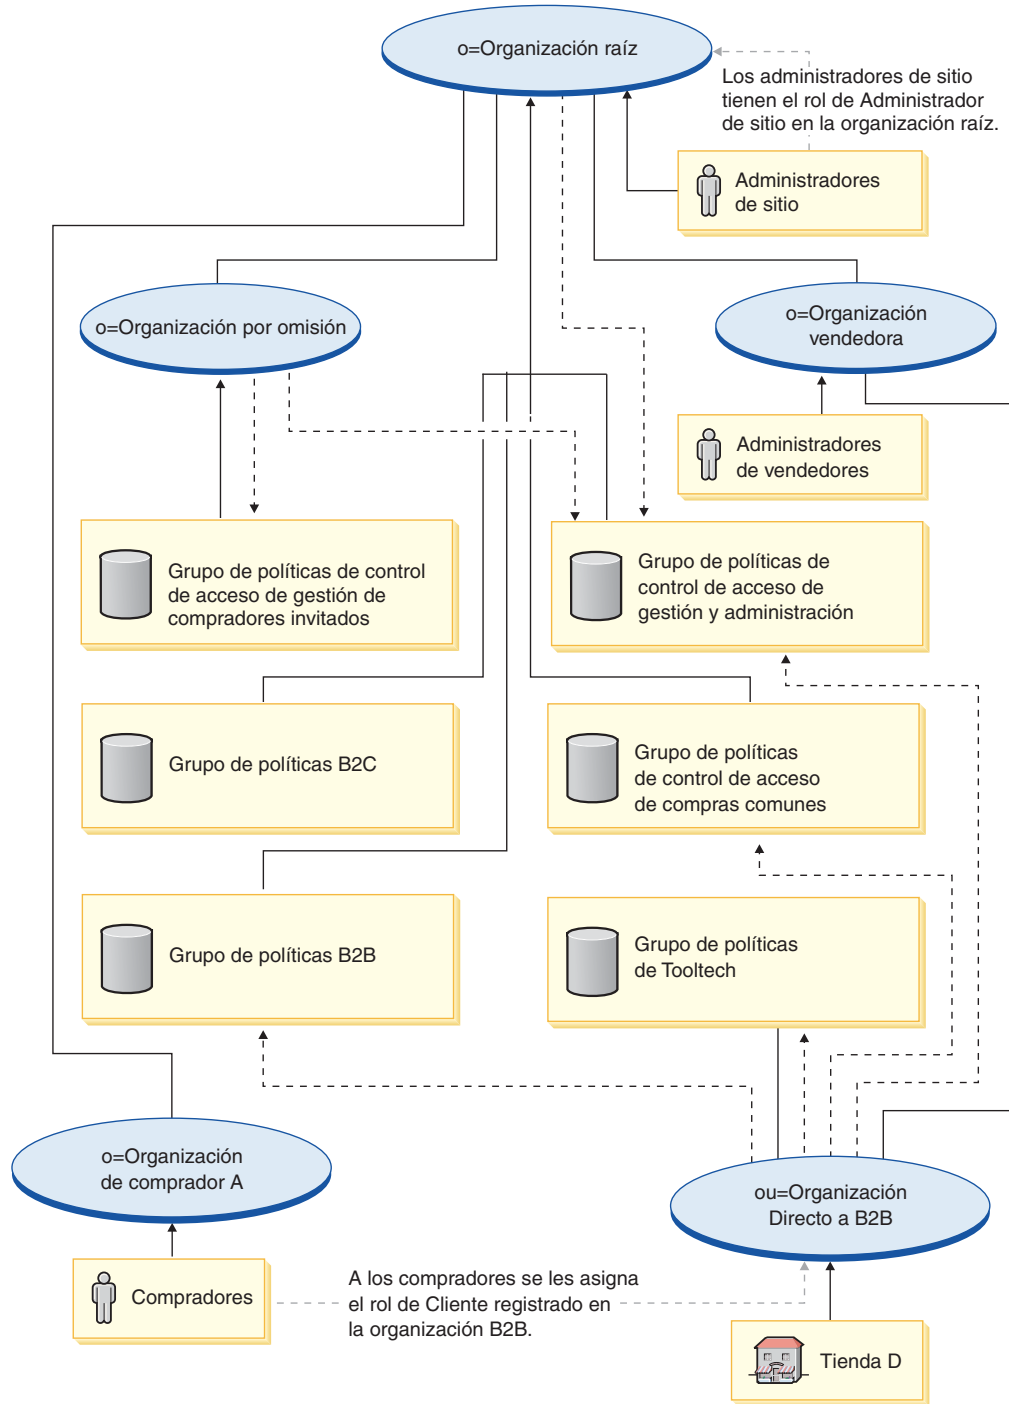 o=Organización raíz
Los administradores de sitio
tienen el rol de Administrador
de sitio en la organización raíz.
Administradores
de sitio
o=Organización por omisión
o=Organización
vendedora
Administradores
de vendedores
Grupo de políticas de control
de acceso de gestión de
compradores invitados
Grupo de políticas de
control de acceso de
gestión y administración
Grupo de políticas B2C
Grupo de políticas
de control de acceso
de compras comunes
Grupo de políticas B2B
Grupo de políticas
de Tooltech
o=Organización
de comprador A
ou=Organización
Directo a B2B
Compradores
A los compradores se les asigna
el rol de Cliente registrado en
la organización B2B.
Tienda D